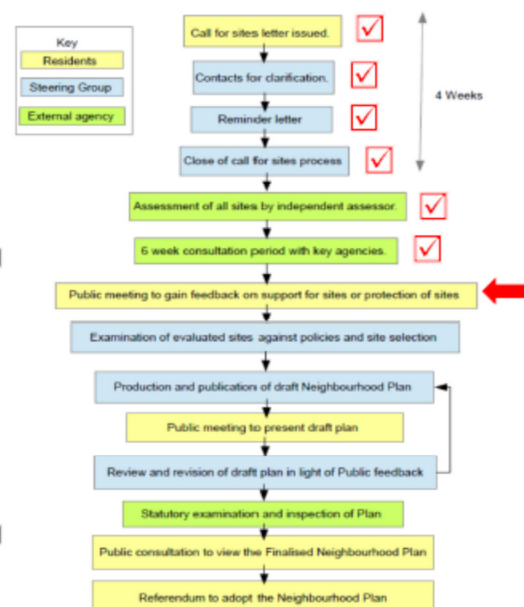 Key
Residents
Steering Group
External agency
Call for sites letter issued.
Contacts for clarification.
Reminder letter
Close of call for sites process
4 Weeks
Assessment of all sites by independent assessor.
6 week consultation period with key agencies.
Public meeting to gain feedback on support for sites or protection of sites
Examination of evaluated sites against policies and site selection
Production and publication of draft Neighbourhood Plan
Public meeting to present draft plan
Review and revision of draft plan in light of Public feedback
Statutory examination and inspection of Plan
Public consultation to view the Finalised Neighbourhood Plan
Referendum to adopt the Neighbourhood Plan